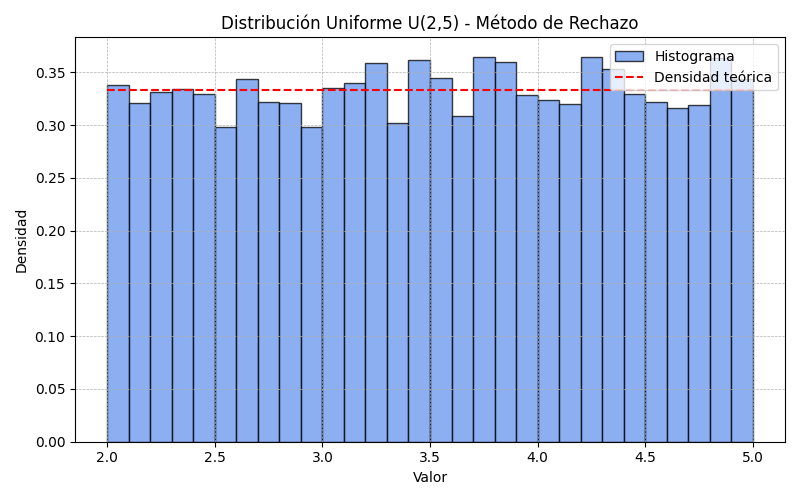 Distribución Uniforme U(2,5) - Método de Rechazo
Histograma
Densidad teórica
0.35
0.30
0.25
0.20
0.15
0.10
0.05
0.00
Densidad
2.0 2.5 3.0 3.5 4.0 4.5 5.0
Valor